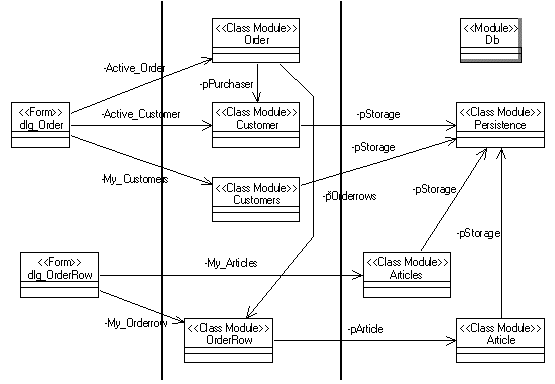 <<Class Module>>
Order
<<Module>>
Db
-Active_Order
-pPurchaser
<<Form>>
dlg_Order
-Active_Customer
<<Class Module>>
Customer
-pStorage
<<Class Module>>
Persistence
-pStorage
-My_Customers
<<Class Module>>
Customers
-pOrderrows
-pStorage
-pStorage
<<Form>>
dlg_OrderRow
-My_Articles
<<Class Module>>
Articles
-My_Orderrow
<<Class Module>>
OrderRow
-pArticle
<<Class Module>>
Article